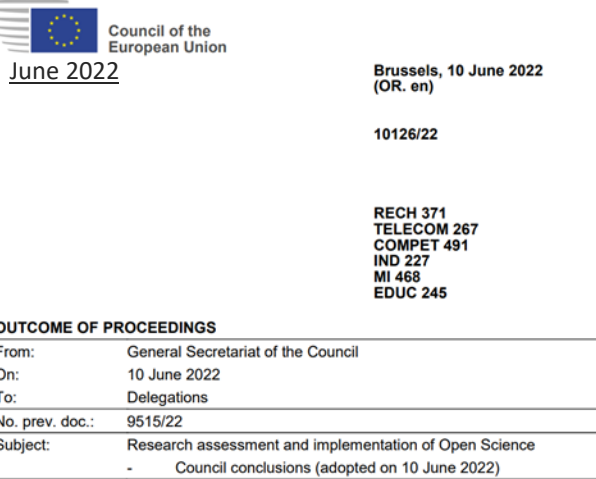 Council of the
European Union
June 2022
Brussels, 10 June 2022
(OR. en)
10126/22
RECH 371
TELECOM 267
COMPET 491
IND 227
MI 468
EDUC 245
OUTCOME OF PROCEEDINGS
From: General Secretariat of the Council
On: 10 June 2022
To: Delegations
No. prev. doc.: 9515/22
Subject: Research assessment and implementation of Open Science
- Council conclusions (adopted on 10 June 2022)